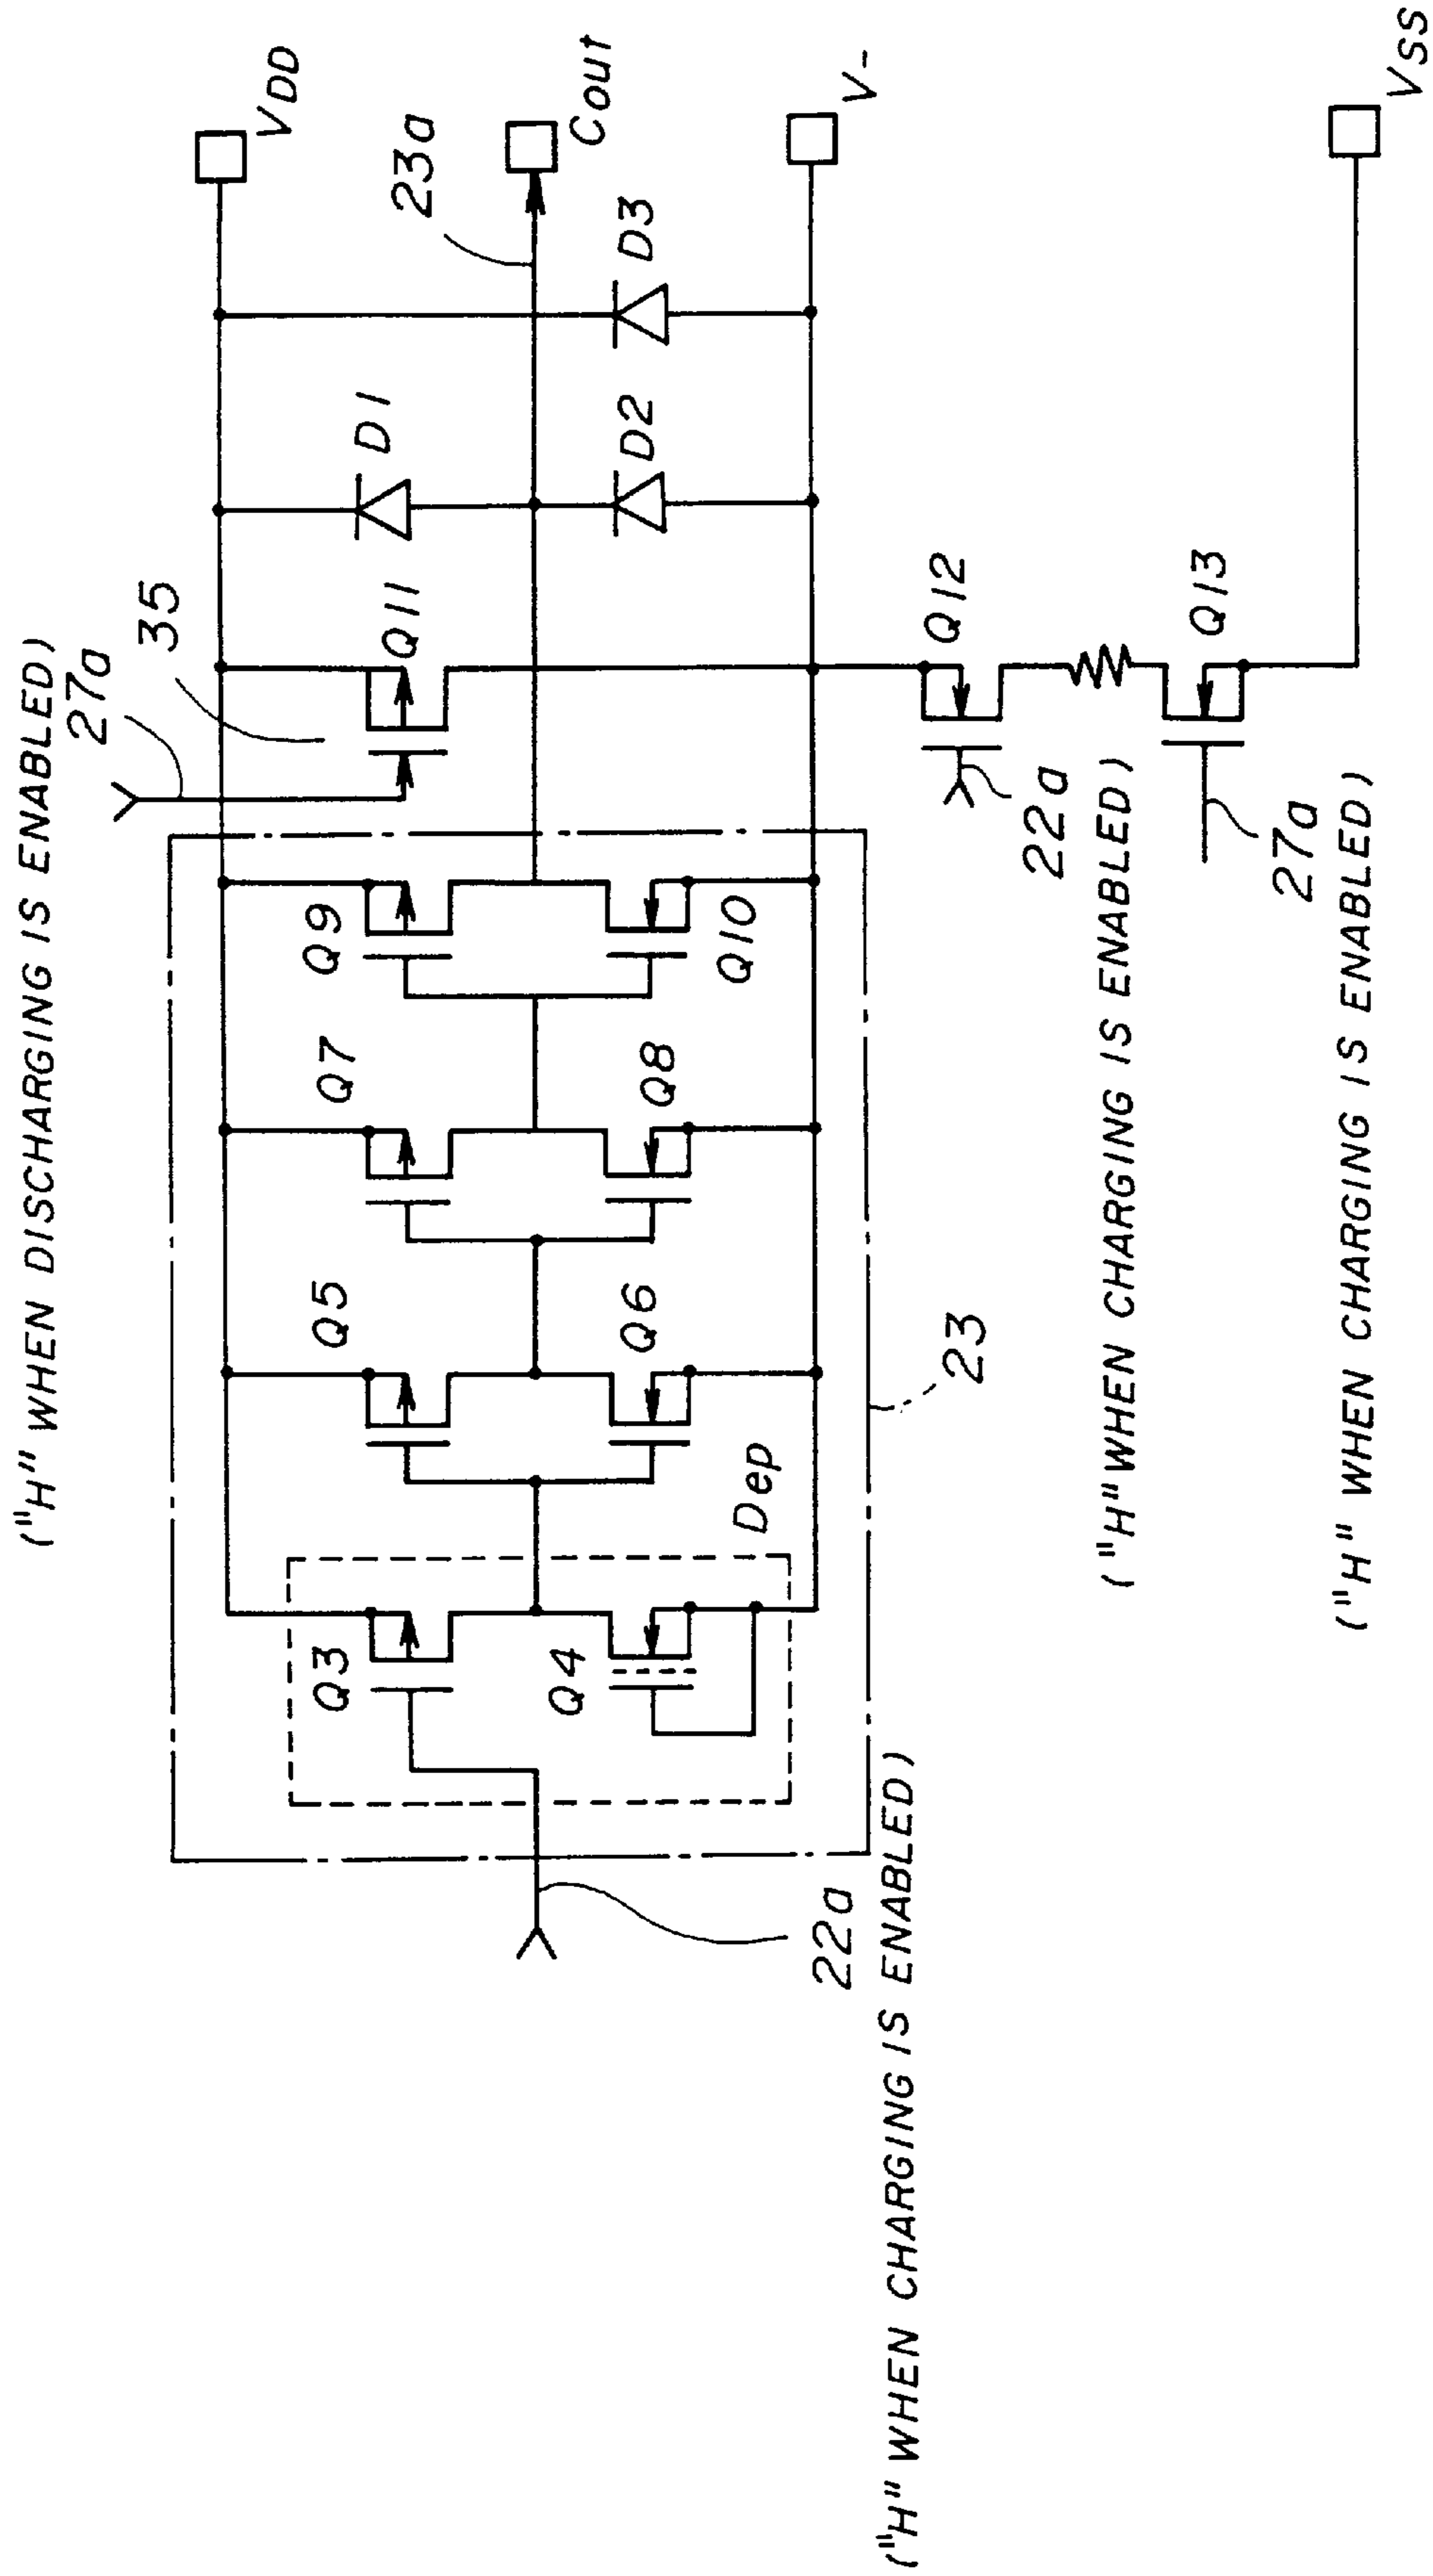 ("H" WHEN DISCHARGING IS ENABLED)
27a
35
VDD
23a
Cout
D1
D3
D2
V-
Q11
Q9
Q10
Q7
Q8
Q5
Q6
Q3
Q4
Dep
23
22a
("H" WHEN CHARGING IS ENABLED)
Q12
22a
("H" WHEN CHARGING IS ENABLED)
Q13
27a
("H" WHEN CHARGING IS ENABLED)
VSS